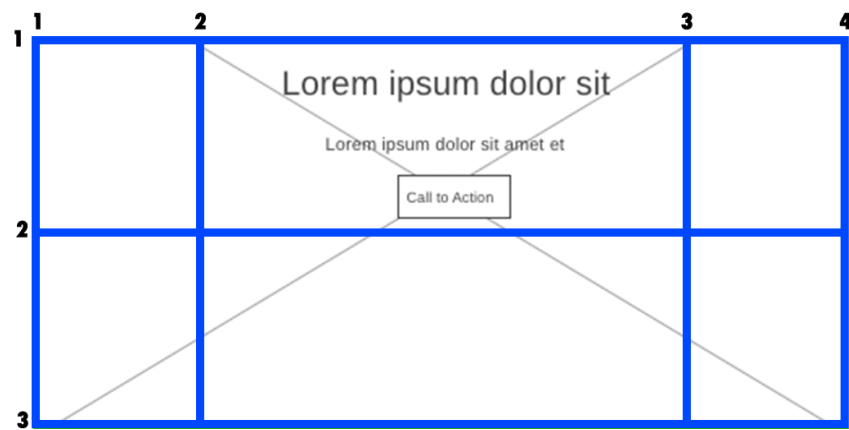 1 2 3 4
1
Lorem ipsum dolor sit
Lorem ipsum dolor sit amet et
Call to Action
2
3